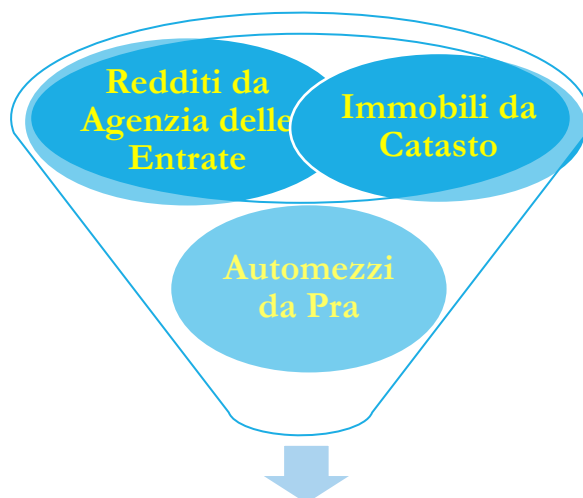 Redditi da
Agenzia delle
Entrate
Immobili da
Catasto
Automezzi
da Pra